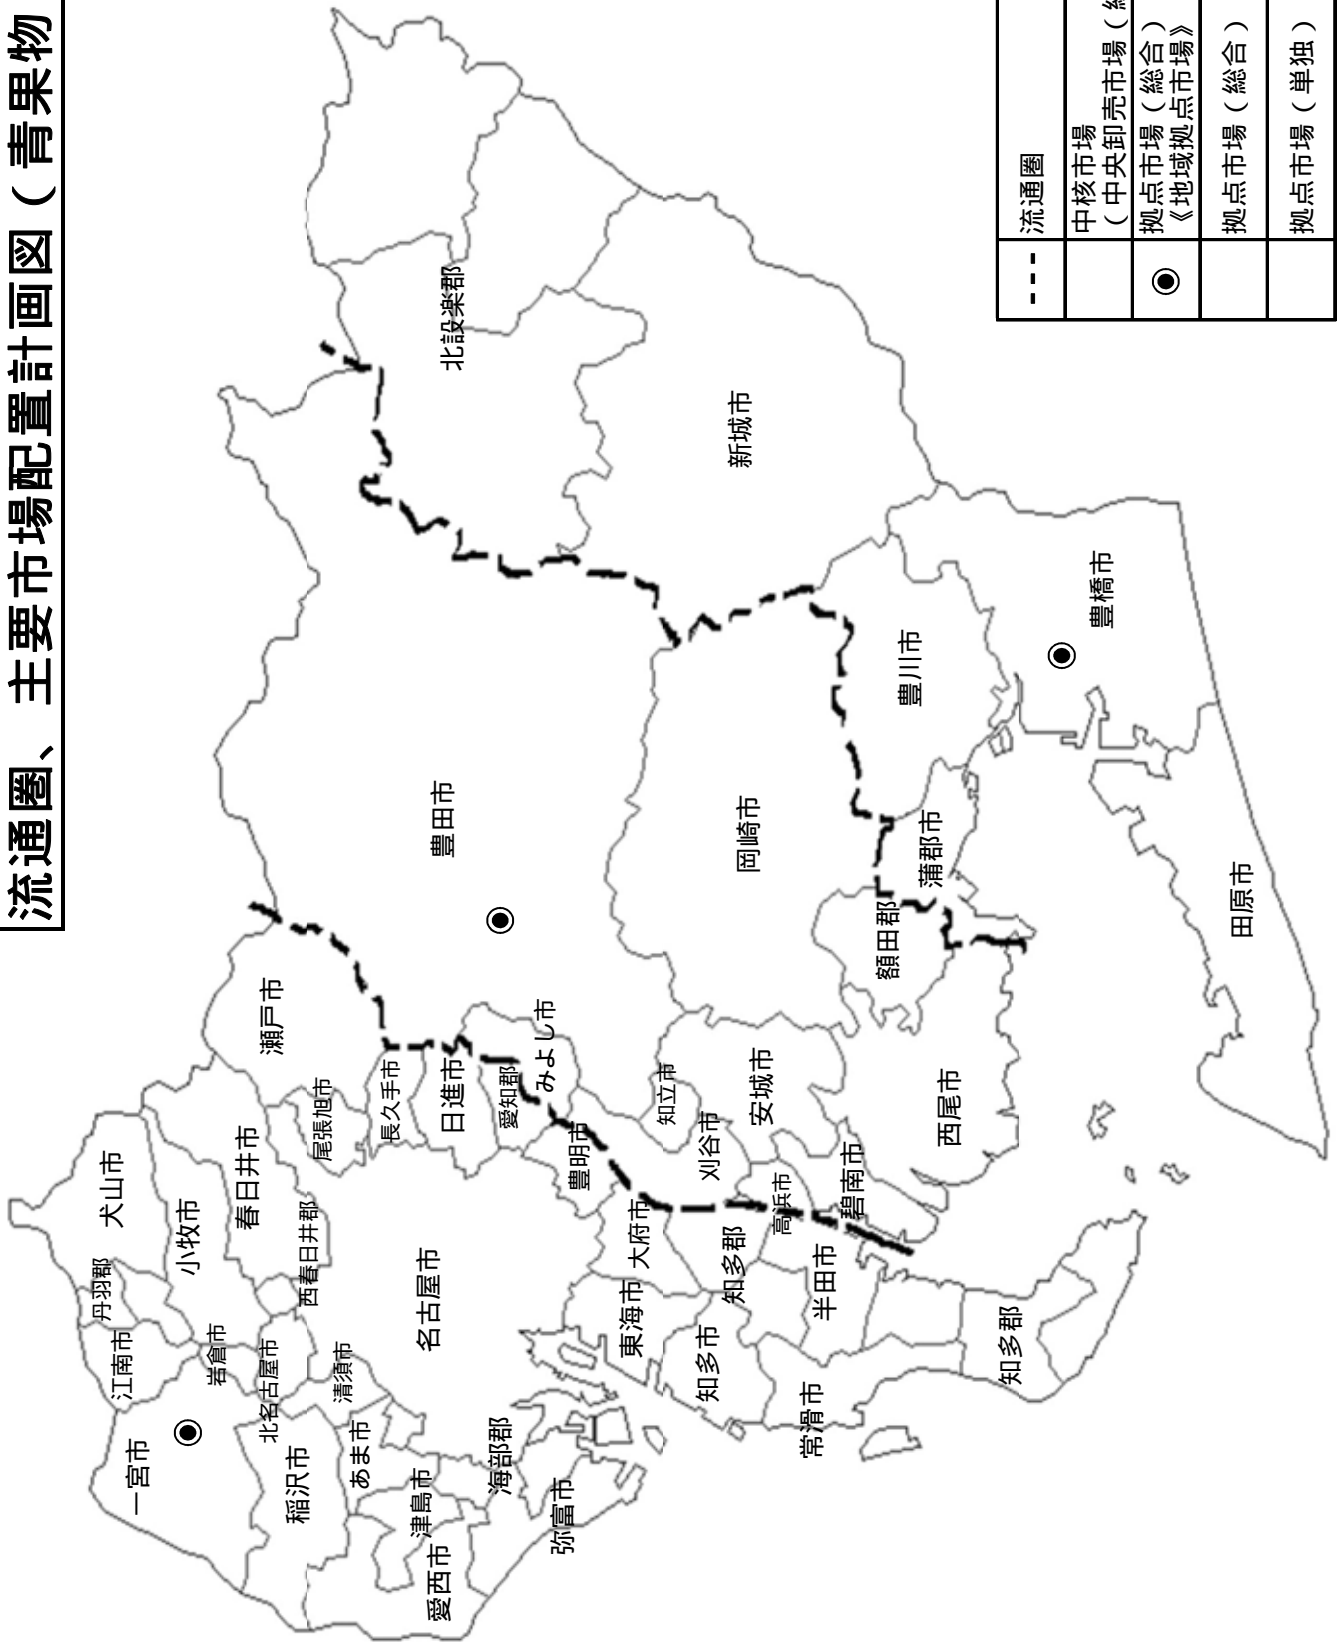 流通圏、主要市場配置計画図（青果物
犬山市
丹羽郡
江南市
小牧市
一宮市
岩倉市
春日井市
西春日井郡
北名古屋市
稲沢市
清須市
あま市
津島市
愛西市
海部郡
弥富市
名古屋市
瀬戸市
尾張旭市
長久手市
日進市
愛知郡
みよし市
豊明市
大府市
東海市
知多市
知多郡
半田市
常滑市
知多郡
豊田市
知立市
刈谷市
安城市
高浜市
碧南市
西尾市
岡崎市
額田郡
蒲郡市
豊川市
豊橋市
田原市
新城市
北設楽郡
流通圏
中核市場
（中央卸売市場（
拠点市場（総合）
《地域拠点市場》
拠点市場（総合）
拠点市場（単独）